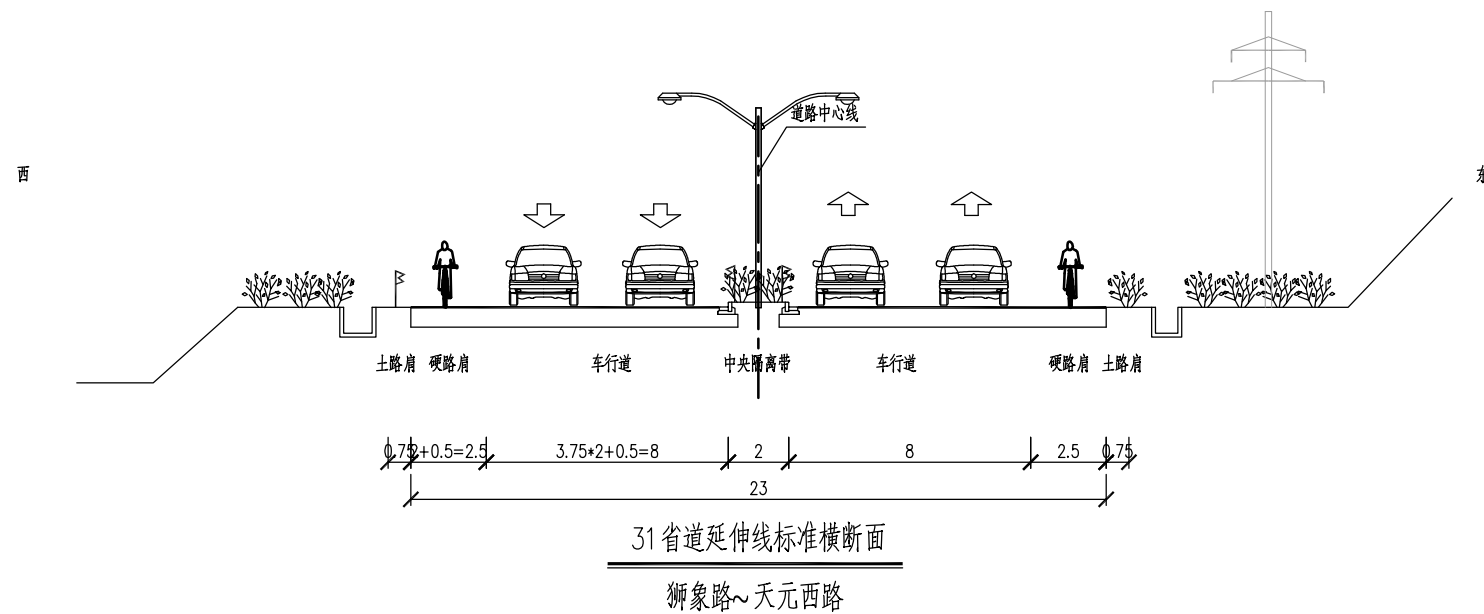 道路中心线
西
东
土路肩 硬路肩 车行道 中央隔离带 车行道 硬路肩 土路肩
0.75 2+0.5=2.5 3.75*2+0.5=8 2 8 2.5 0.75
23
31省道延伸线标准横断面
狮象路~天元西路